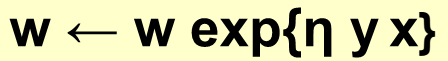 w ← w exp{η y x}